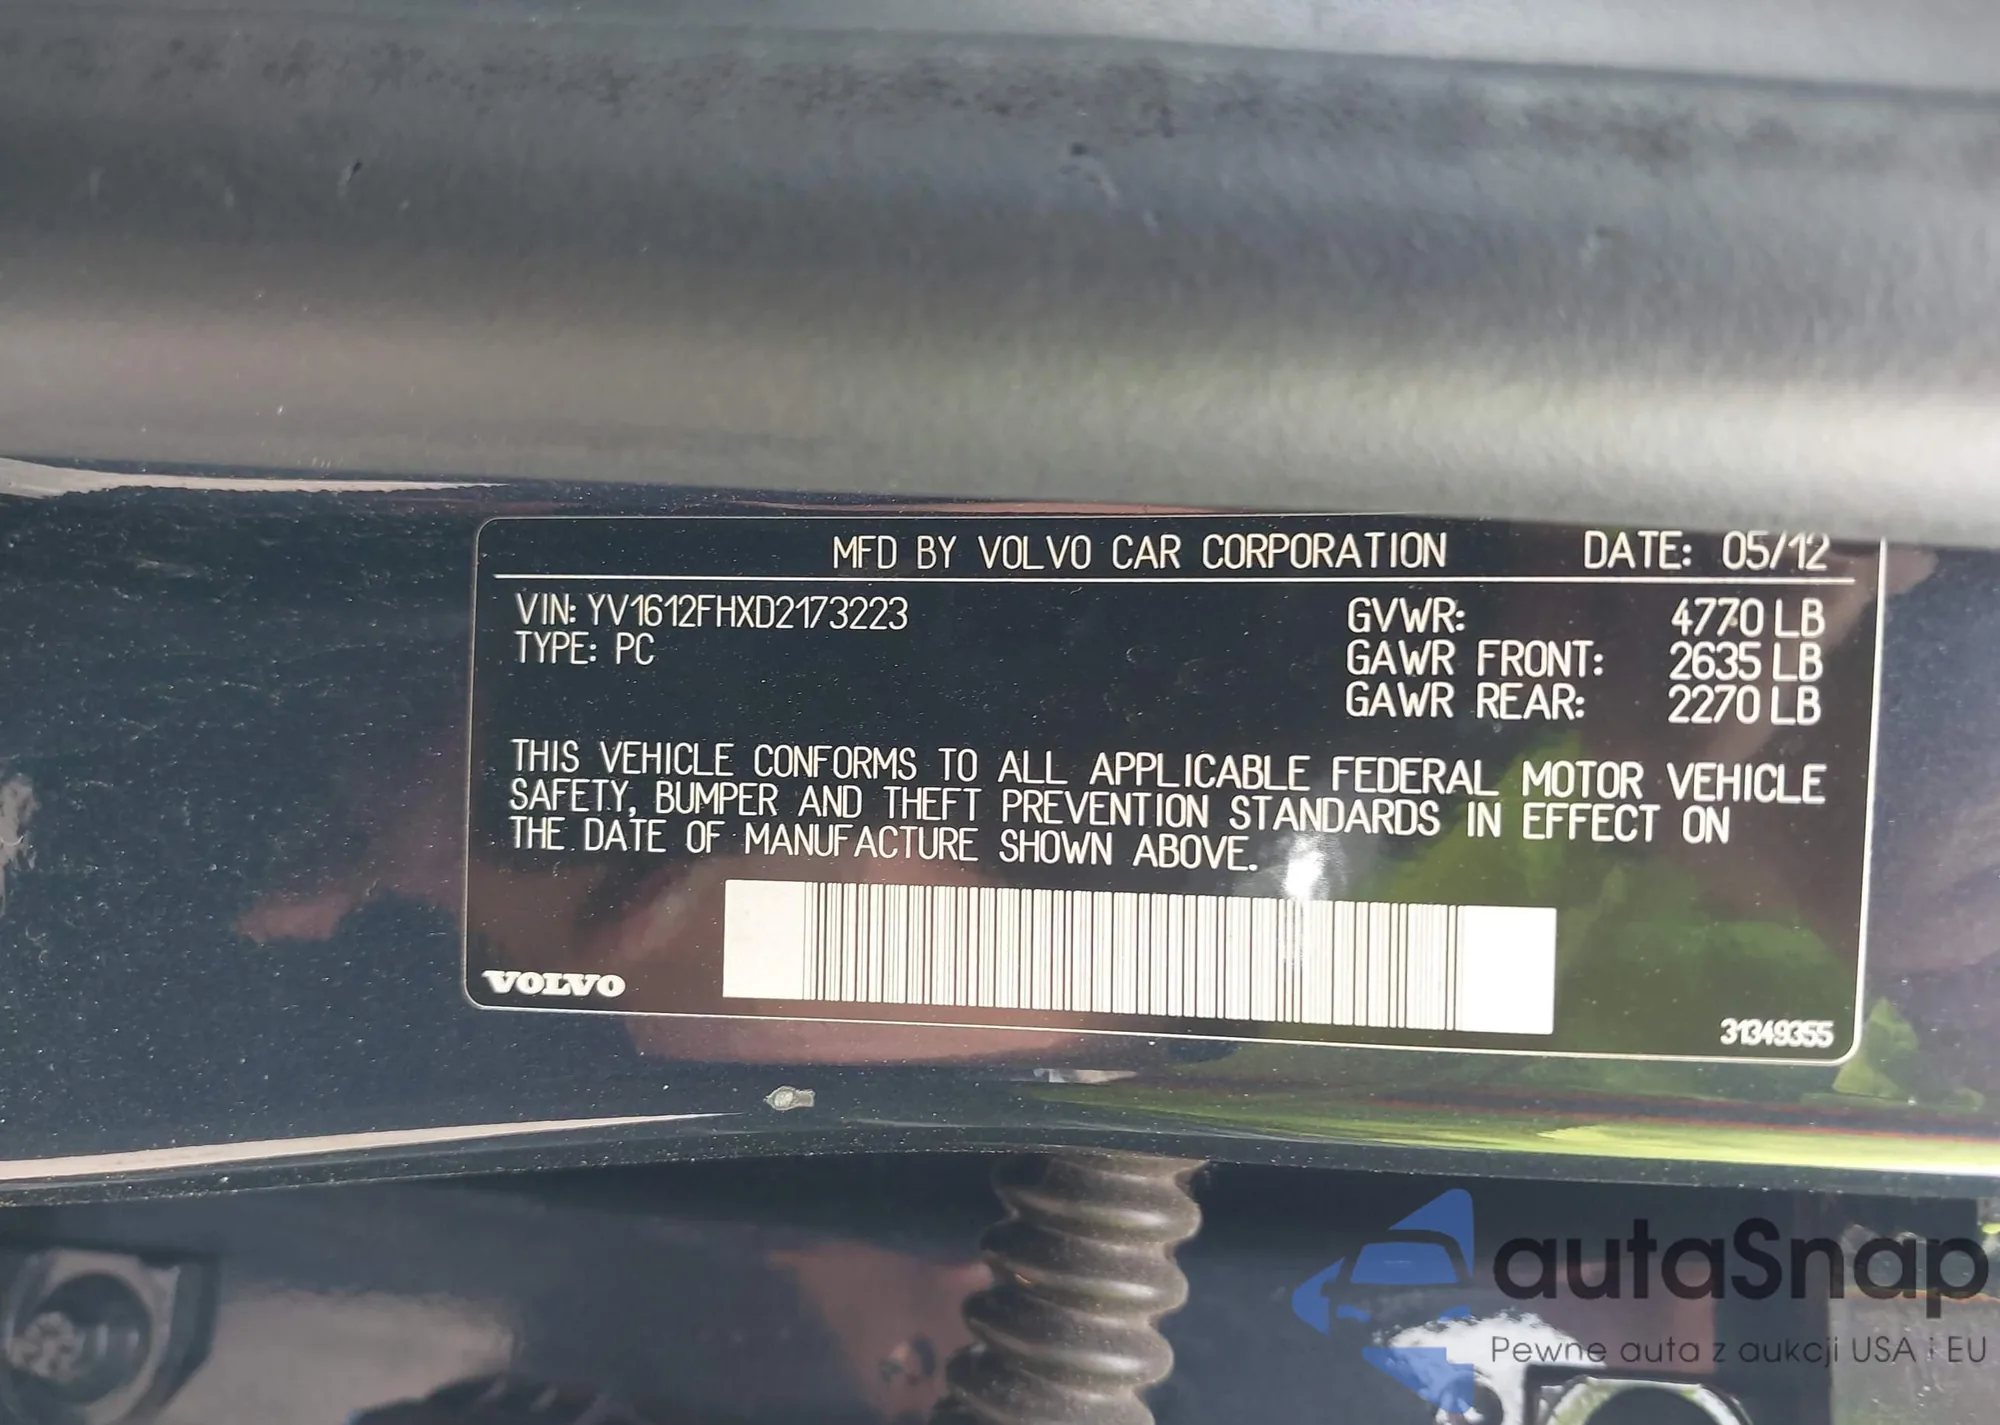 MFD BY VOLVO CAR CORPORATION DATE: 05/12
VIN: YV1612FHXD2173223 GVWR: 4770 LB
TYPE: PC GAWR FRONT: 2635 LB
GAWR REAR: 2270 LB
THIS VEHICLE CONFORMS TO ALL APPLICABLE FEDERAL MOTOR VEHICLE
SAFETY, BUMPER AND THEFT PREVENTION STANDARDS IN EFFECT ON
THE DATE OF MANUFACTURE SHOWN ABOVE.
VOLVO
31349355
autaSnap
Pewne auta z aukcji USA i EU